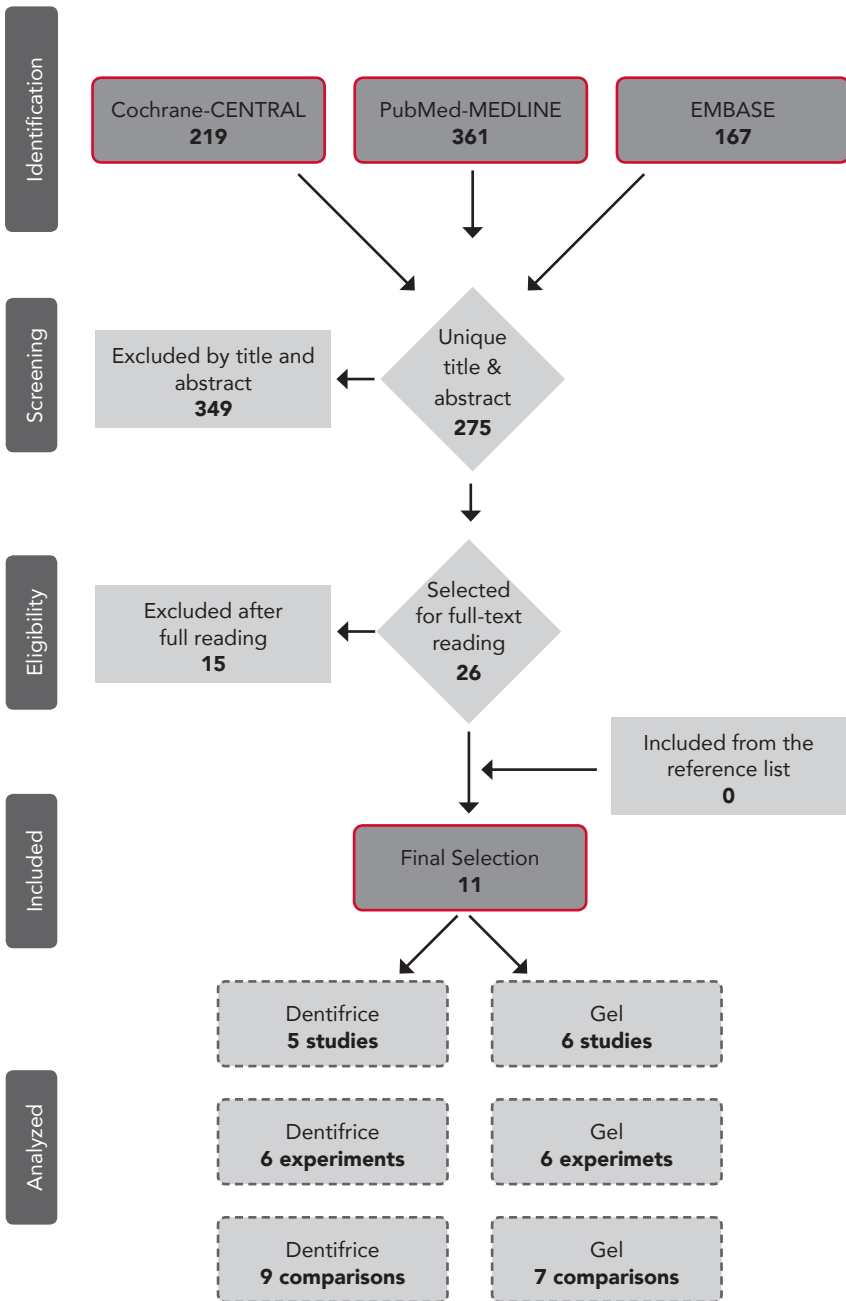 Identification
Cochrane-CENTRAL
219
PubMed-MEDLINE
361
EMBASE
167
Screening
Excluded by title and
abstract
349
Unique
title &
abstract
275
Eligibility
Excluded after
full reading
15
Selected
for full-text
reading
26
Included from the
reference list
0
Included
Final Selection
11
Analyzed
Dentifrice
5 studies
Gel
6 studies
Dentifrice
6 experiments
Gel
6 experimets
Dentifrice
9 comparisons
Gel
7 comparisons